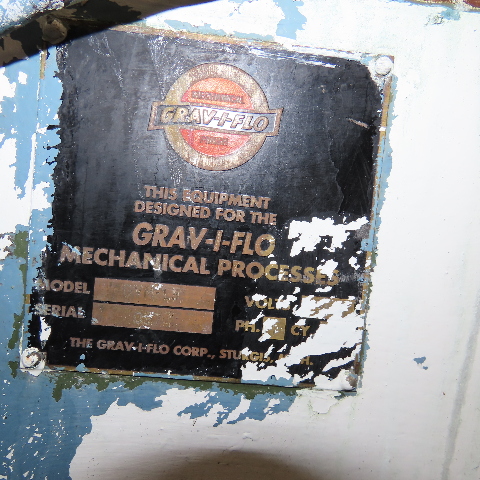 GRAV-I-FLO
THIS EQUIPMENT
DESIGNED FOR THE
GRAV-I-FLO
MECHANICAL PROCESSES
MODEL
VOL
SERIAL
PH. CY
THE GRAV-I-FLO CORP., STURGIS,